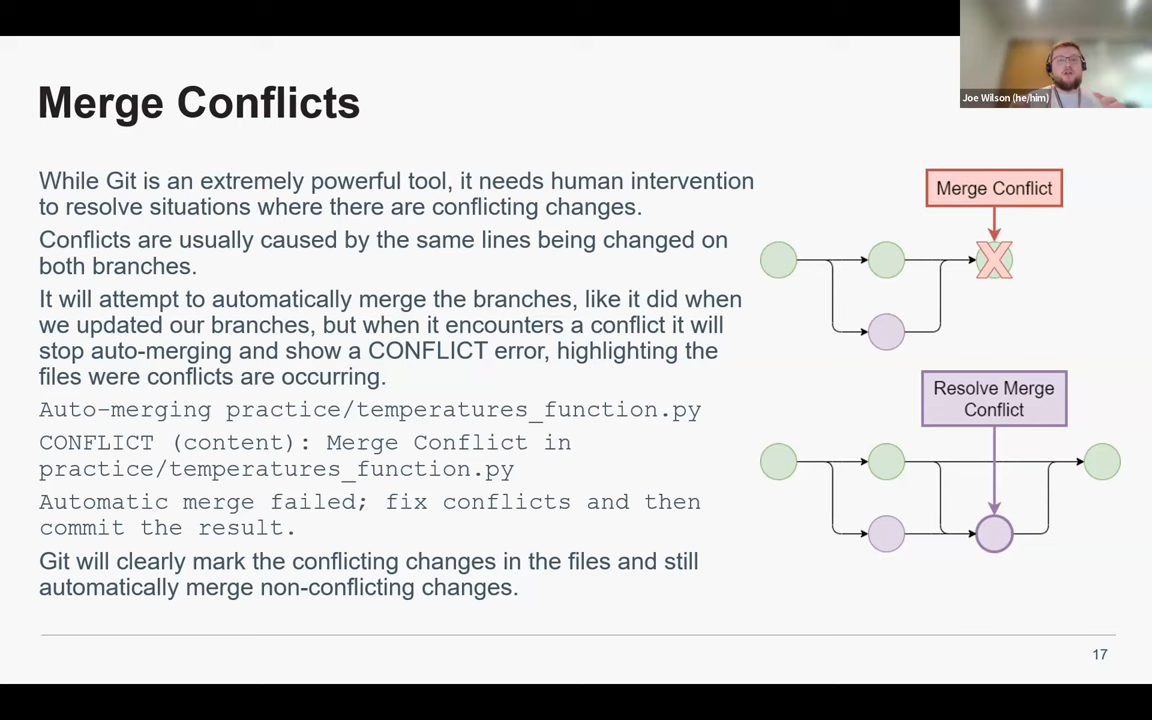 Joe Wilson (he/him)
Merge Conflicts
While Git is an extremely powerful tool, it needs human intervention
to resolve situations where there are conflicting changes.
Conflicts are usually caused by the same lines being changed on
both branches.
It will attempt to automatically merge the branches, like it did when
we updated our branches, but when it encounters a conflict it will
stop auto-merging and show a CONFLICT error, highlighting the
files were conflicts are occurring.
Auto-merging practice/temperatures_function.py
CONFLICT (content): Merge Conflict in
practice/temperatures_function.py
Automatic merge failed; fix conflicts and then
commit the result.
Git will clearly mark the conflicting changes in the files and still
automatically merge non-conflicting changes.
Merge Conflict
X
Resolve Merge
Conflict
17